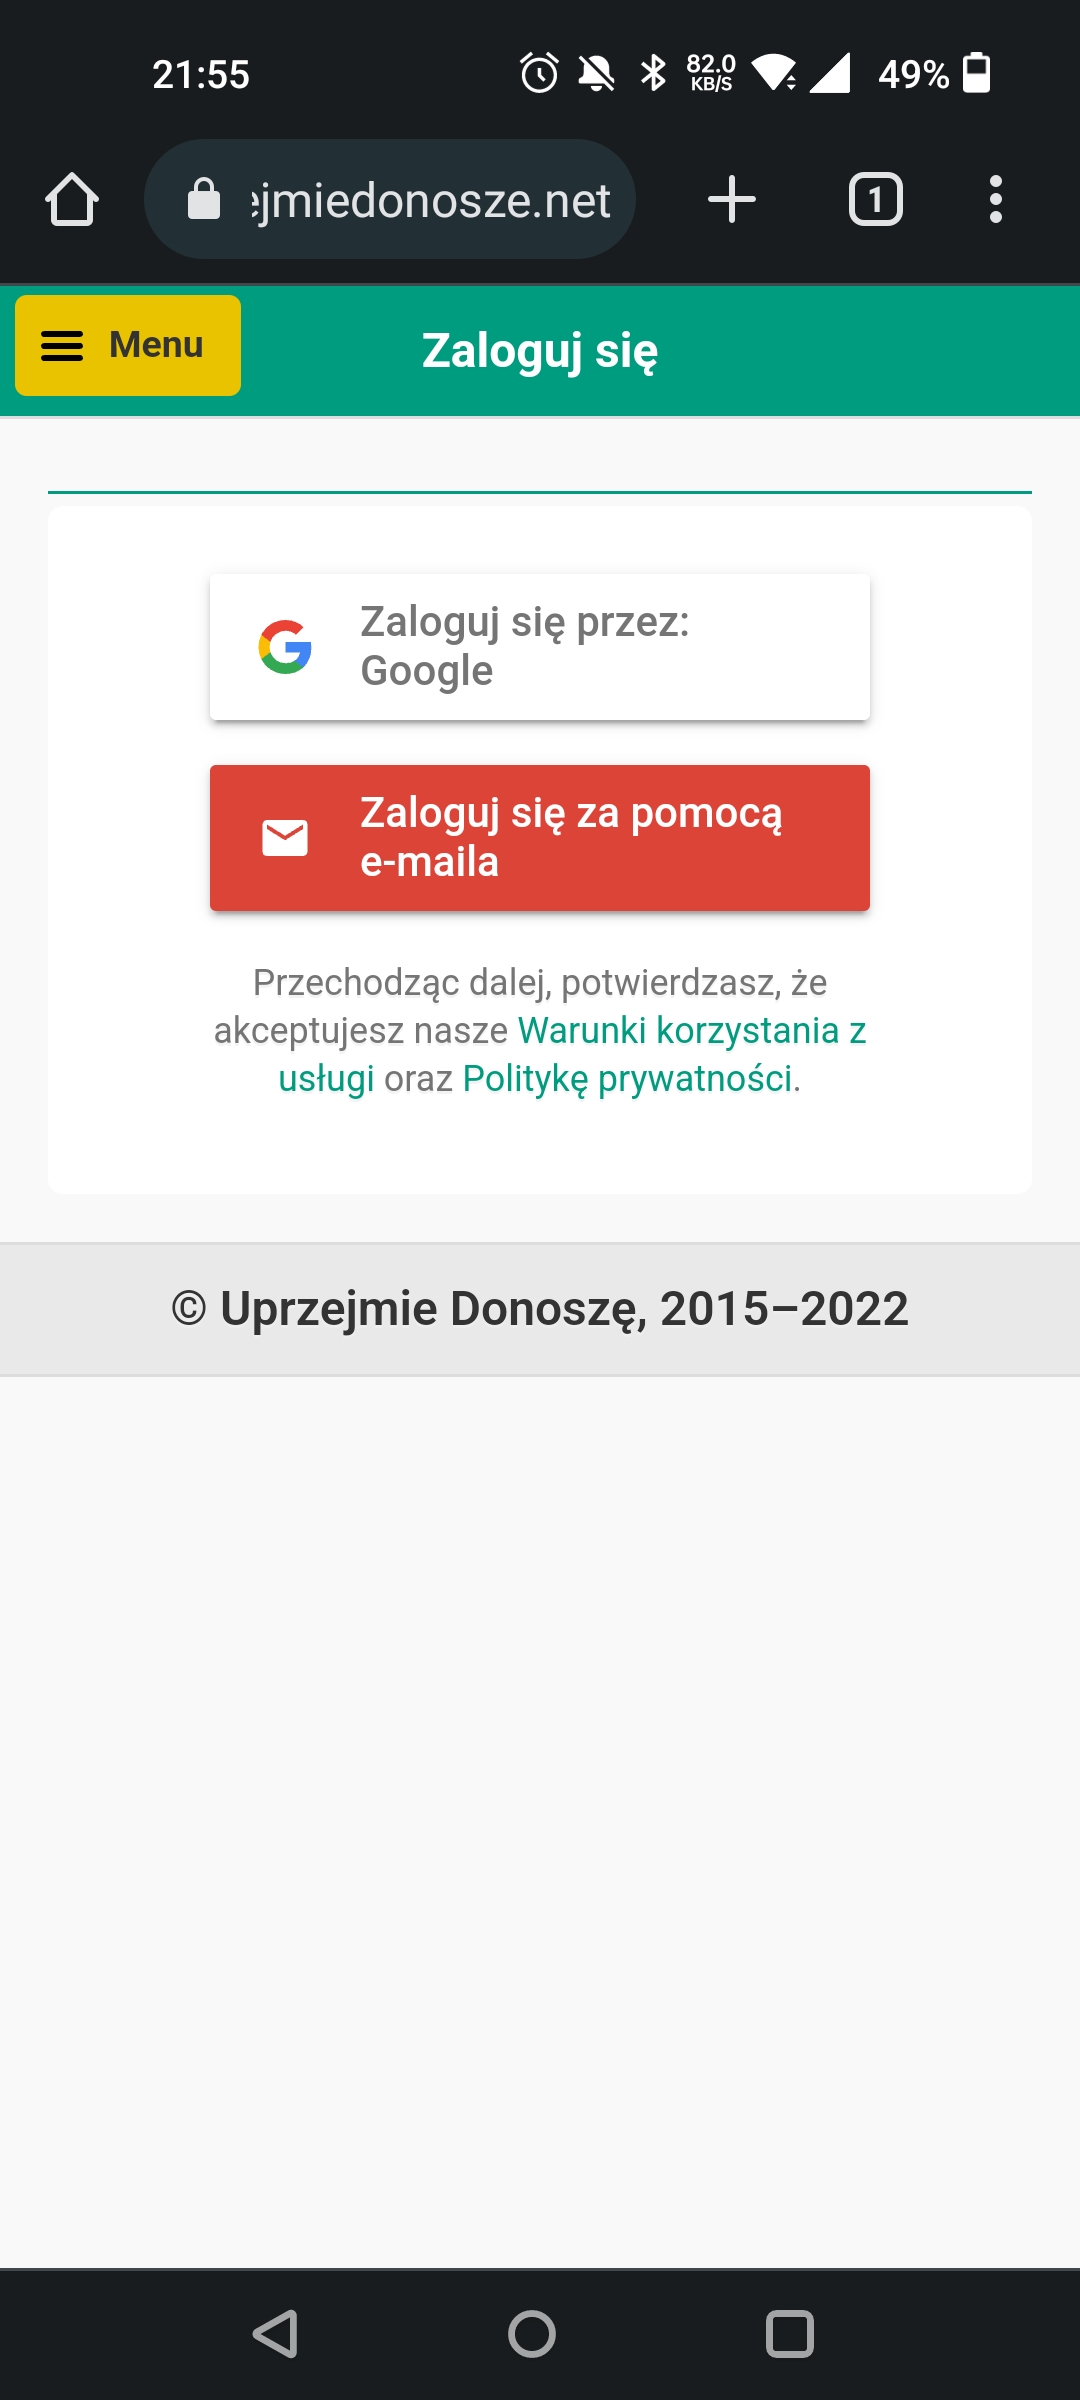 21:55
82.0
KB/S
49%
ejmiedonosze.net
1
Menu
Zaloguj się
Zaloguj się przez:
Google
Zaloguj się za pomocą
e-maila
Przechodząc dalej, potwierdzasz, że
akceptujesz nasze Warunki korzystania z
usługi oraz Politykę prywatności.
© Uprzejmie Donoszę, 2015–2022